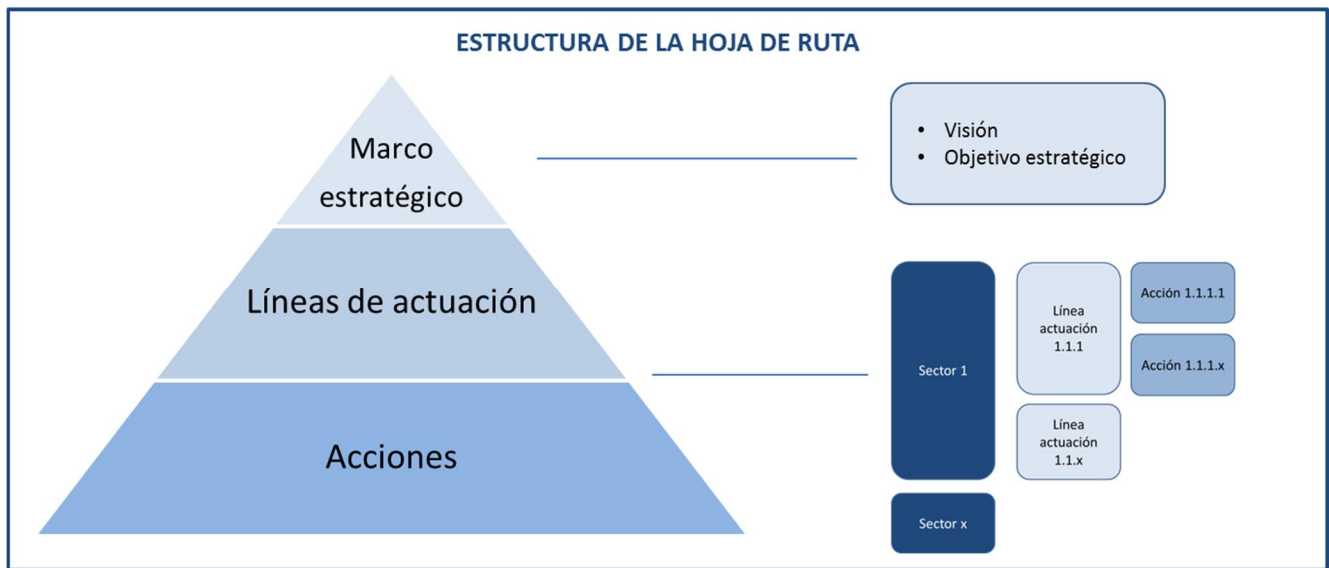 ESTRUCTURA DE LA HOJA DE RUTA
Marco
estratégico
• Visión
• Objetivo estratégico
Líneas de actuación
Acciones
Sector 1
Línea
actuación
1.1.1
Acción 1.1.1.1
Acción 1.1.1.x
Línea
actuación
1.1.x
Sector x